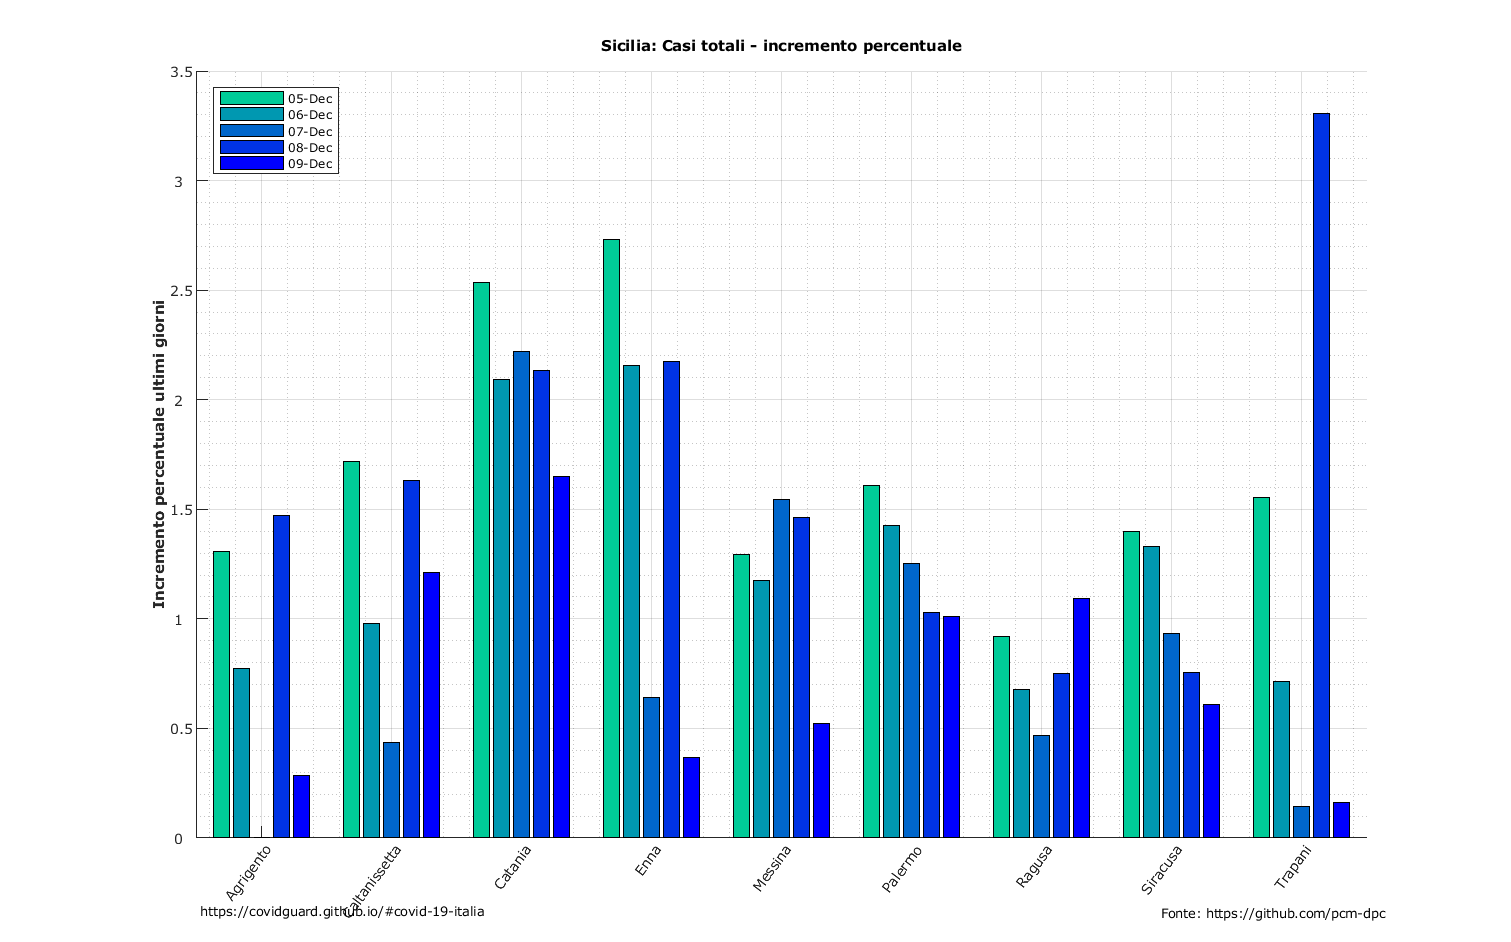 Sicilia: Casi totali - incremento percentuale
Incremento percentuale ultimi giorni
3.5
3
2.5
2
1.5
1
0.5
0
05-Dec
06-Dec
07-Dec
08-Dec
09-Dec
Agrigento
Caltanissetta
Catania
Enna
Messina
Palermo
Ragusa
Siracusa
Trapani
https://covidguard.github.io/#covid-19-italia
Fonte: https://github.com/pcm-dpc